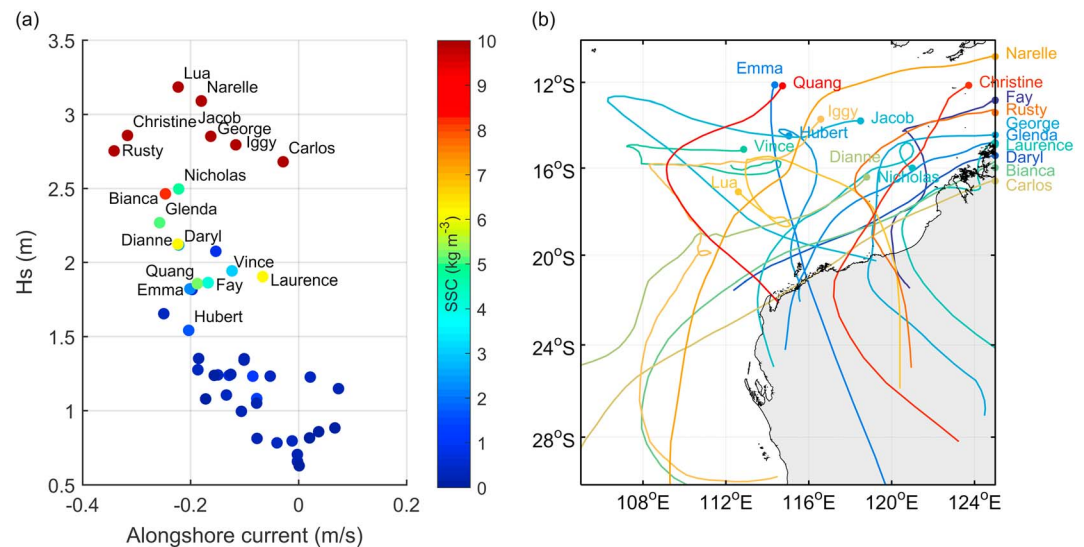 (a)
3.5
3
2.5
2
1.5
1
0.5
Hs (m)
-0.4
-0.2
0
0.2
Alongshore current (m/s)
Lua
Narelle
Jacob
Christine
George
Rusty
Iggy
Carlos
Nicholas
Bianca
Glenda
Dianne
Daryl
Quang
Vince
Emma
Fay
Laurence
Hubert
10
9
8
7
6
5
4
3
2
1
0
SSC (kg m-3)
(b)
12°S
16°S
20°S
24°S
28°S
108°E
112°E
116°E
120°E
124°E
Emma
Quang
Narelle
Christine
Fay
Iggy
Jacob
Rusty
Hubert
George
Vince
Glenda
Dianne
Laurence
Daryl
Lua
Nicholas
Bianca
Carlos